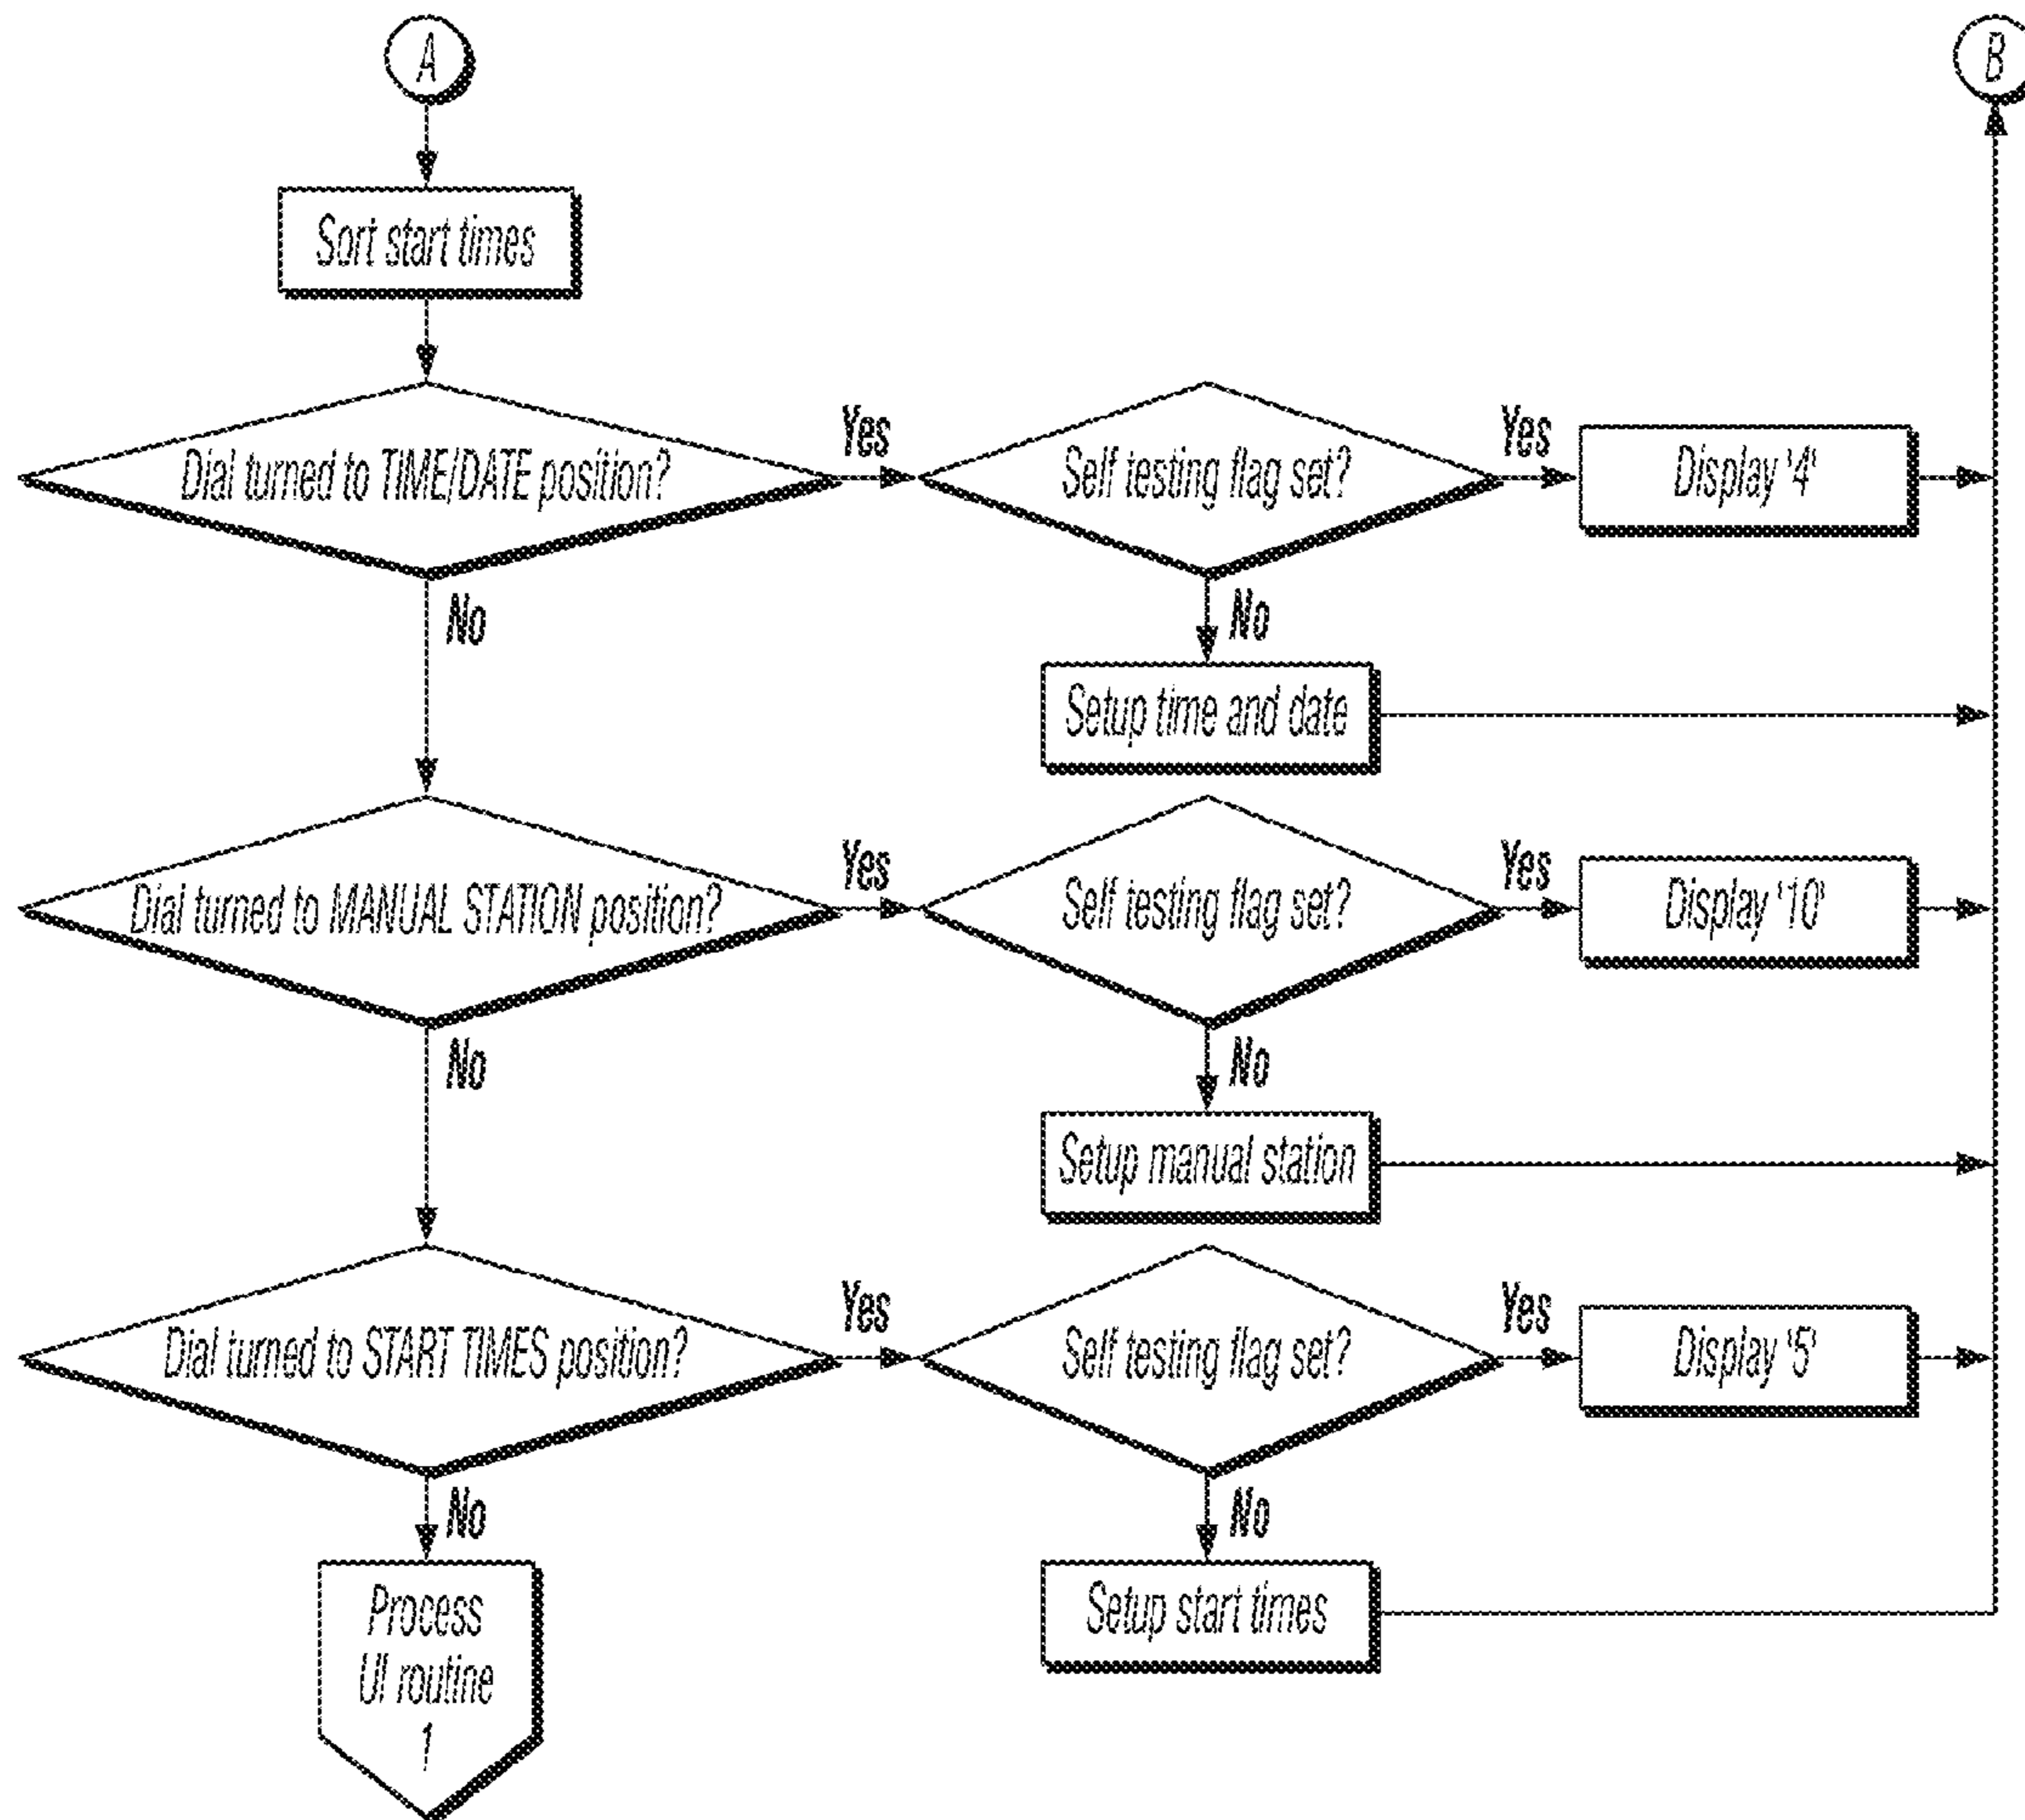 A
B
Sort start times
Dial turned to TIME/DATE position?
Yes
Self testing flag set?
Yes
Display '4'
No
No
Setup time and date
Dial turned to MANUAL STATION position?
Yes
Self testing flag set?
Yes
Display '10'
No
No
Setup manual station
Dial turned to START TIMES position?
Yes
Self testing flag set?
Yes
Display '5'
No
No
Process
UI routine
1
Setup start times